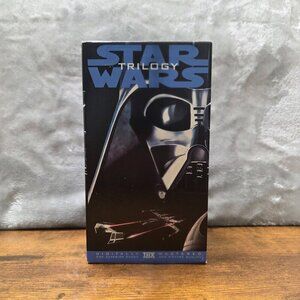 STAR
TRILOGY
WARS
DIGITALLY THX MASTERED